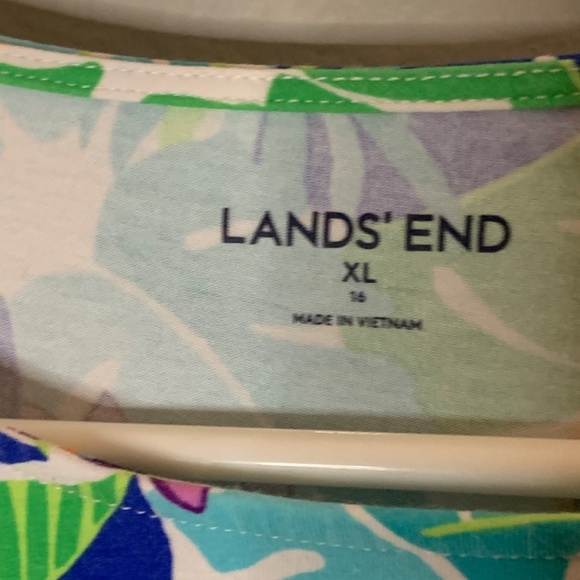 LANDS' END
XL
16
MADE IN VIETNAM